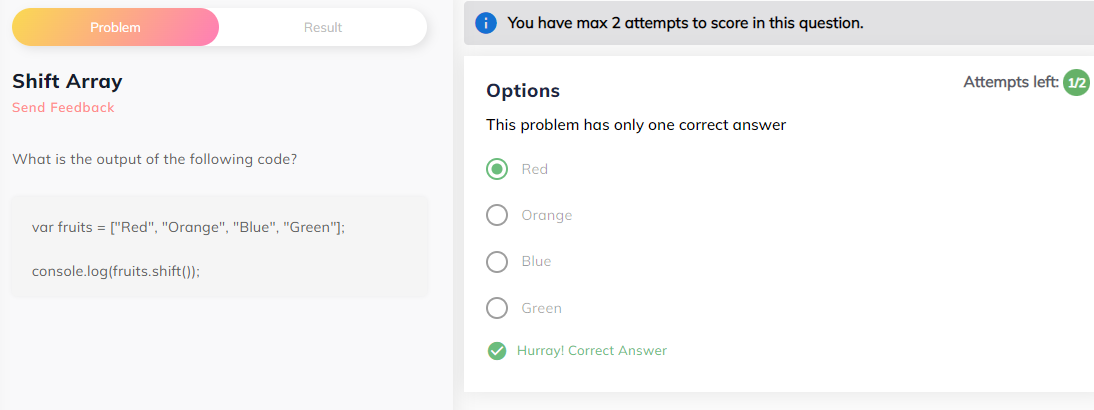 Problem
Result
Shift Array
Send Feedback
What is the output of the following code?
var fruits = ["Red", "Orange", "Blue", "Green"];
console.log(fruits.shift());
You have max 2 attempts to score in this question.
Attempts left: 1/2
Options
This problem has only one correct answer
Red
Orange
Blue
Green
Hurray! Correct Answer